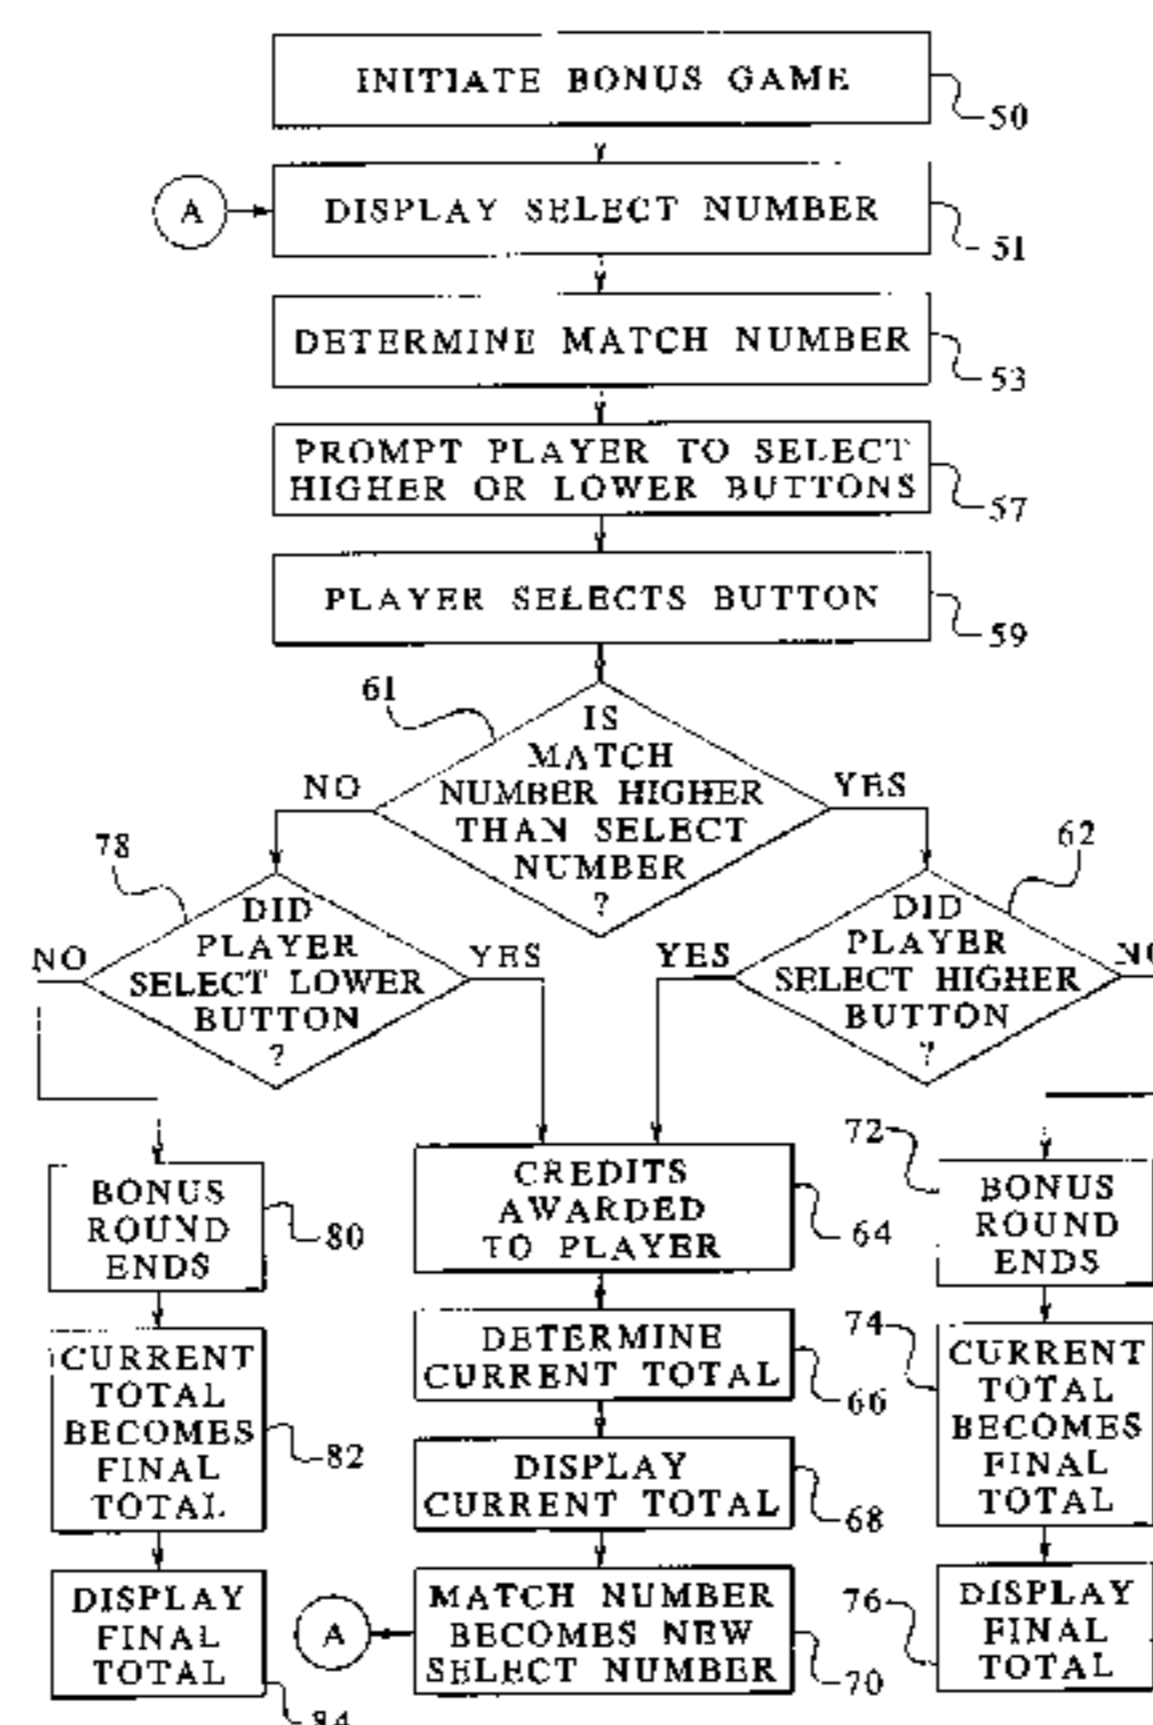 INITIATE BONUS GAME
50
A
DISPLAY SELECT NUMBER
51
DETERMINE MATCH NUMBER
53
PROMPT PLAYER TO SELECT
HIGHER OR LOWER BUTTONS
57
PLAYER SELECTS BUTTON
59
61
IS
MATCH
NUMBER HIGHER
THAN SELECT
NUMBER
?
NO
YES
78
DID
PLAYER
SELECT LOWER
BUTTON
?
NO
YES
62
DID
PLAYER
SELECT HIGHER
BUTTON
?
YES
NO
BONUS
ROUND
ENDS
80
CREDITS
AWARDED
TO PLAYER
64
72
BONUS
ROUND
ENDS
CURRENT
TOTAL
BECOMES
FINAL
TOTAL
82
DETERMINE
CURRENT TOTAL
66
DISPLAY
CURRENT TOTAL
68
74
CURRENT
TOTAL
BECOMES
FINAL
TOTAL
DISPLAY
FINAL
TOTAL
84
A
MATCH NUMBER
BECOMES NEW
SELECT NUMBER
70
76
DISPLAY
FINAL
TOTAL